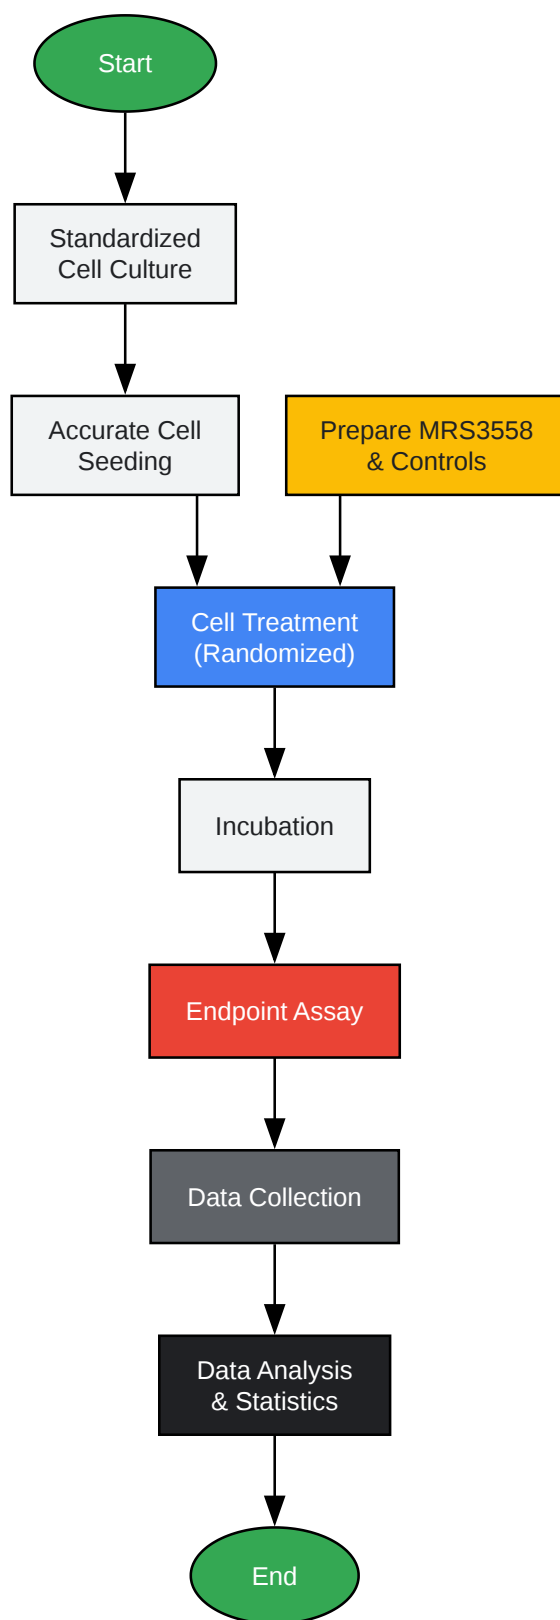 Start
Standardized
Cell Culture
Accurate Cell
Seeding
Prepare MRS3558
& Controls
Cell Treatment
(Randomized)
Incubation
Endpoint Assay
Data Collection
Data Analysis
& Statistics
End